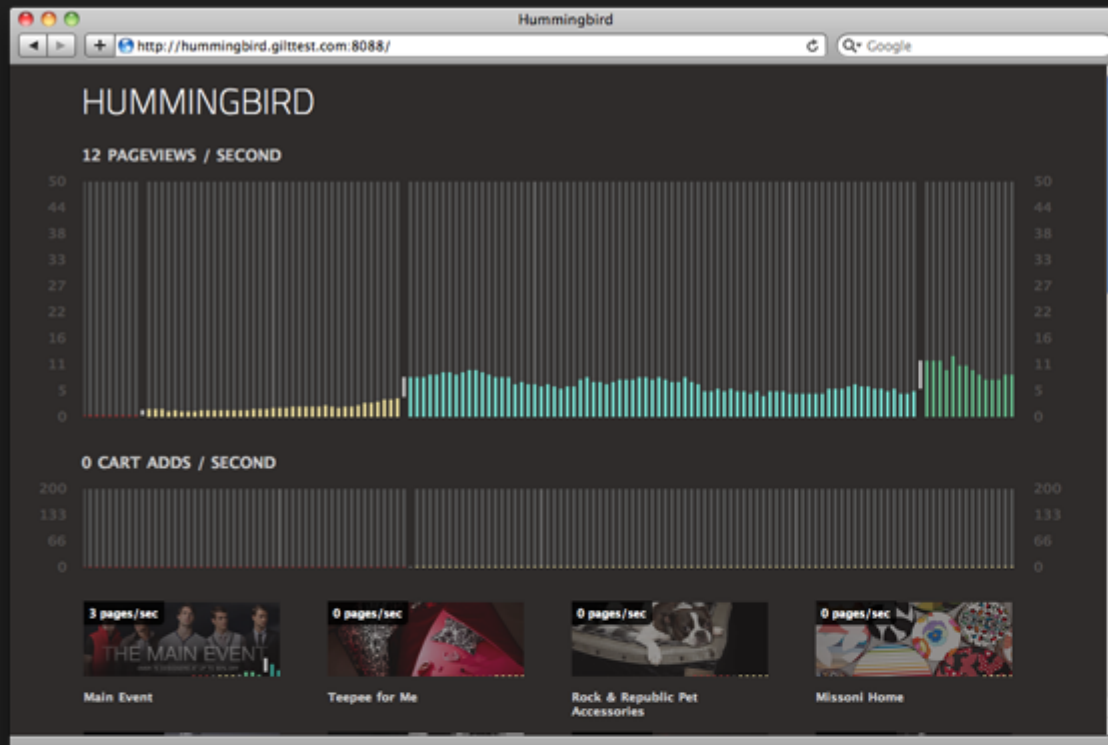 Hummingbird
http://hummingbird.gilttest.com:8088/
Google
HUMMINGBIRD
12 PAGEVIEWS / SECOND
50 50
44 44
38 38
33 33
27 27
22 22
16 16
11 11
5 5
0 0
0 CART ADDS / SECOND
200 200
133 133
66 66
0 0
3 pages/sec 0 pages/sec 0 pages/sec 0 pages/sec
THE MAIN EVENT
Main Event Teepee for Me Rock & Republic Pet Missoni Home
Accessories